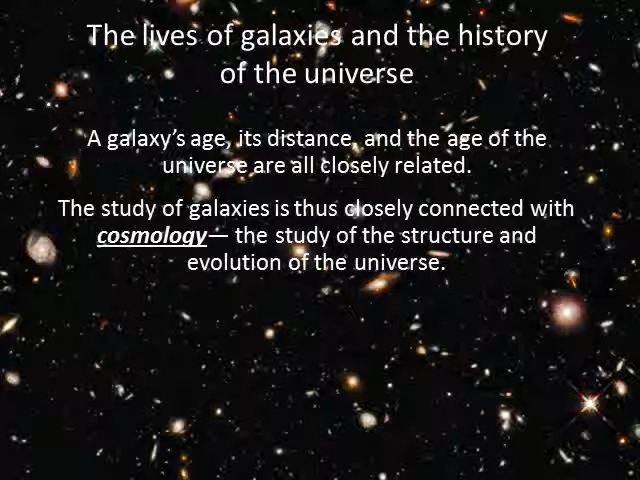 The lives of galaxies and the history
of the universe
A galaxy's age, its distance, and the age of the
universe are all closely related.
The study of galaxies is thus closely connected with
cosmology— the study of the structure and
evolution of the universe.